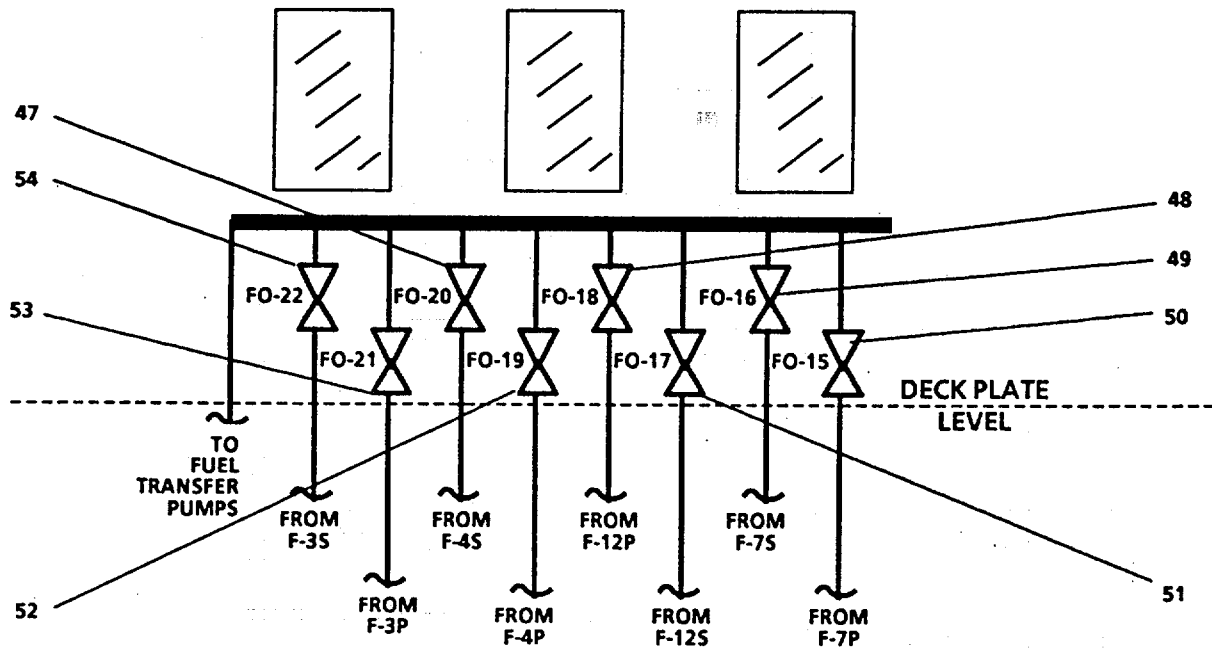 47
54
48
49
FO-22
FO-20
FO-18
FO-16
53
50
FO-21
FO-19
FO-17
FO-15
DECK PLATE
LEVEL
TO
FUEL
TRANSFER
PUMPS
FROM
F-3S
FROM
F-4S
FROM
F-12P
FROM
F-7S
52
51
FROM
F-3P
FROM
F-4P
FROM
F-12S
FROM
F-7P